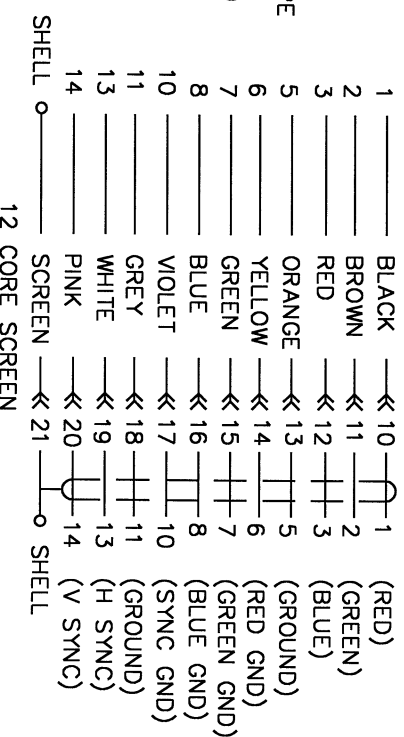 1 BLACK 10 1 (RED)
2 BROWN 11 2 (GREEN)
3 RED 12 3 (BLUE)
PE
5 ORANGE 13 5 (GROUND)
6 YELLOW 14 6 (RED GND)
7 GREEN 15 7 (GREEN GND)
8 BLUE 16 8 (BLUE GND)
10 VIOLET 17 10 (SYNC GND)
11 GREY 18 11 (GROUND)
13 WHITE 19 13 (H SYNC)
14 PINK 20 14 (V SYNC)
SHELL SCREEN 21 SHELL
12 CORE SCREEN